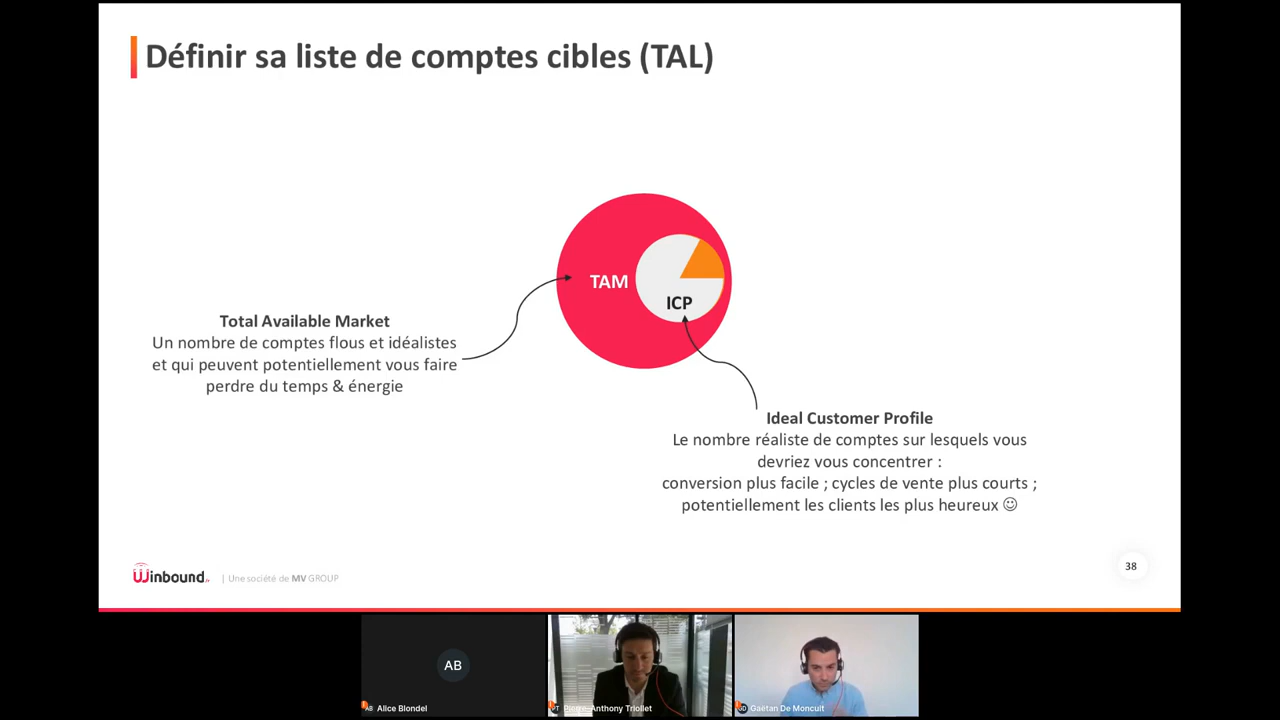 Définir sa liste de comptes cibles (TAL)
TAM
ICP
Total Available Market
Un nombre de comptes flous et idéalistes
et qui peuvent potentiellement vous faire
perdre du temps & énergie
Ideal Customer Profile
Le nombre réaliste de comptes sur lesquels vous
devriez vous concentrer :
conversion plus facile ; cycles de vente plus courts ;
potentiellement les clients les plus heureux ☺
Winbound
| Une société de MV GROUP
38
AB
AB Alice Blondel
PT Pierre-Anthony Triollet
GD Gaëtan De Moncuit